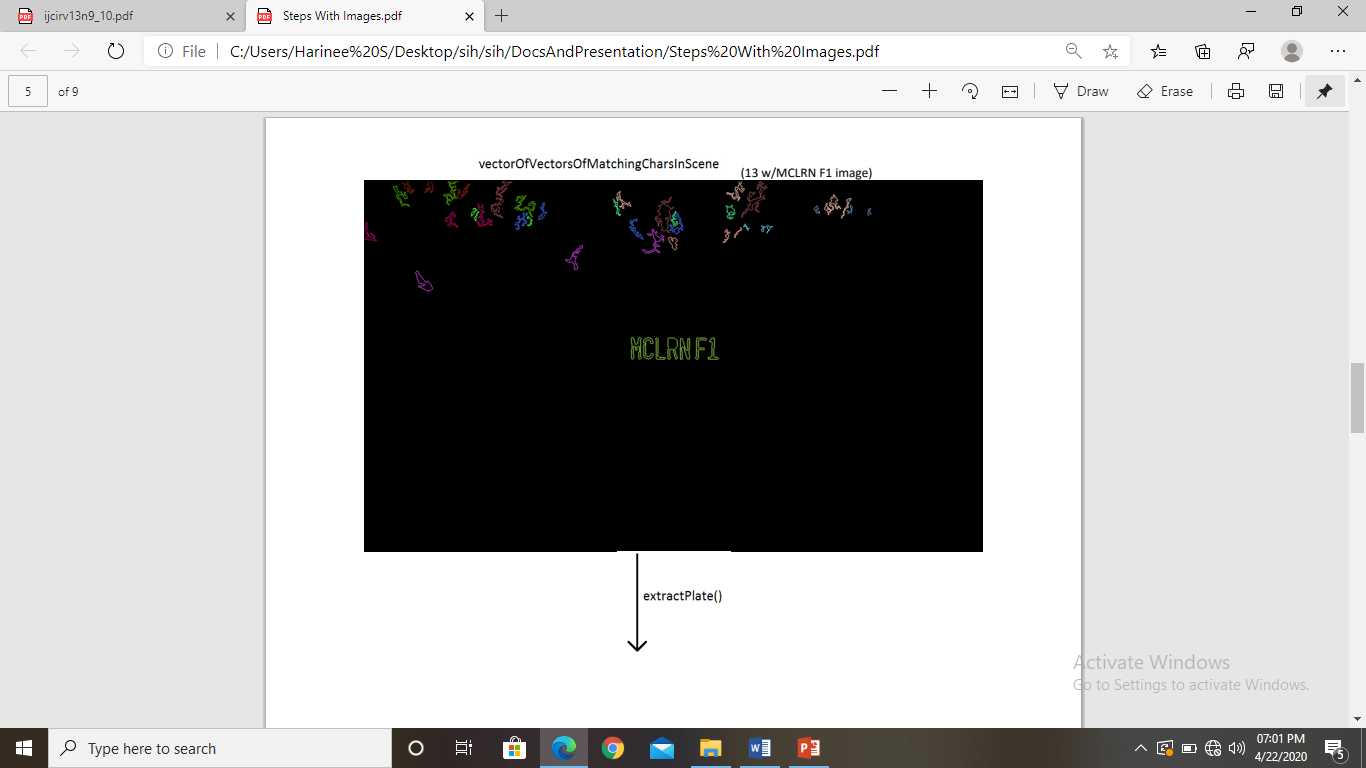 ijcirv13n9_10.pdf
Steps With Images.pdf
File
C:/Users/Harinee%20S/Desktop/sih/sih/DocsAndPresentation/Steps%20With%20Images.pdf
5 of 9
Draw
Erase
vectorOfVectorsOfMatchingCharsInScene
(13 w/MCLRN F1 image)
MCLRN F1
extractPlate()
Activate Windows
Go to Settings to activate Windows.
Type here to search
07:01 PM
4/22/2020
5